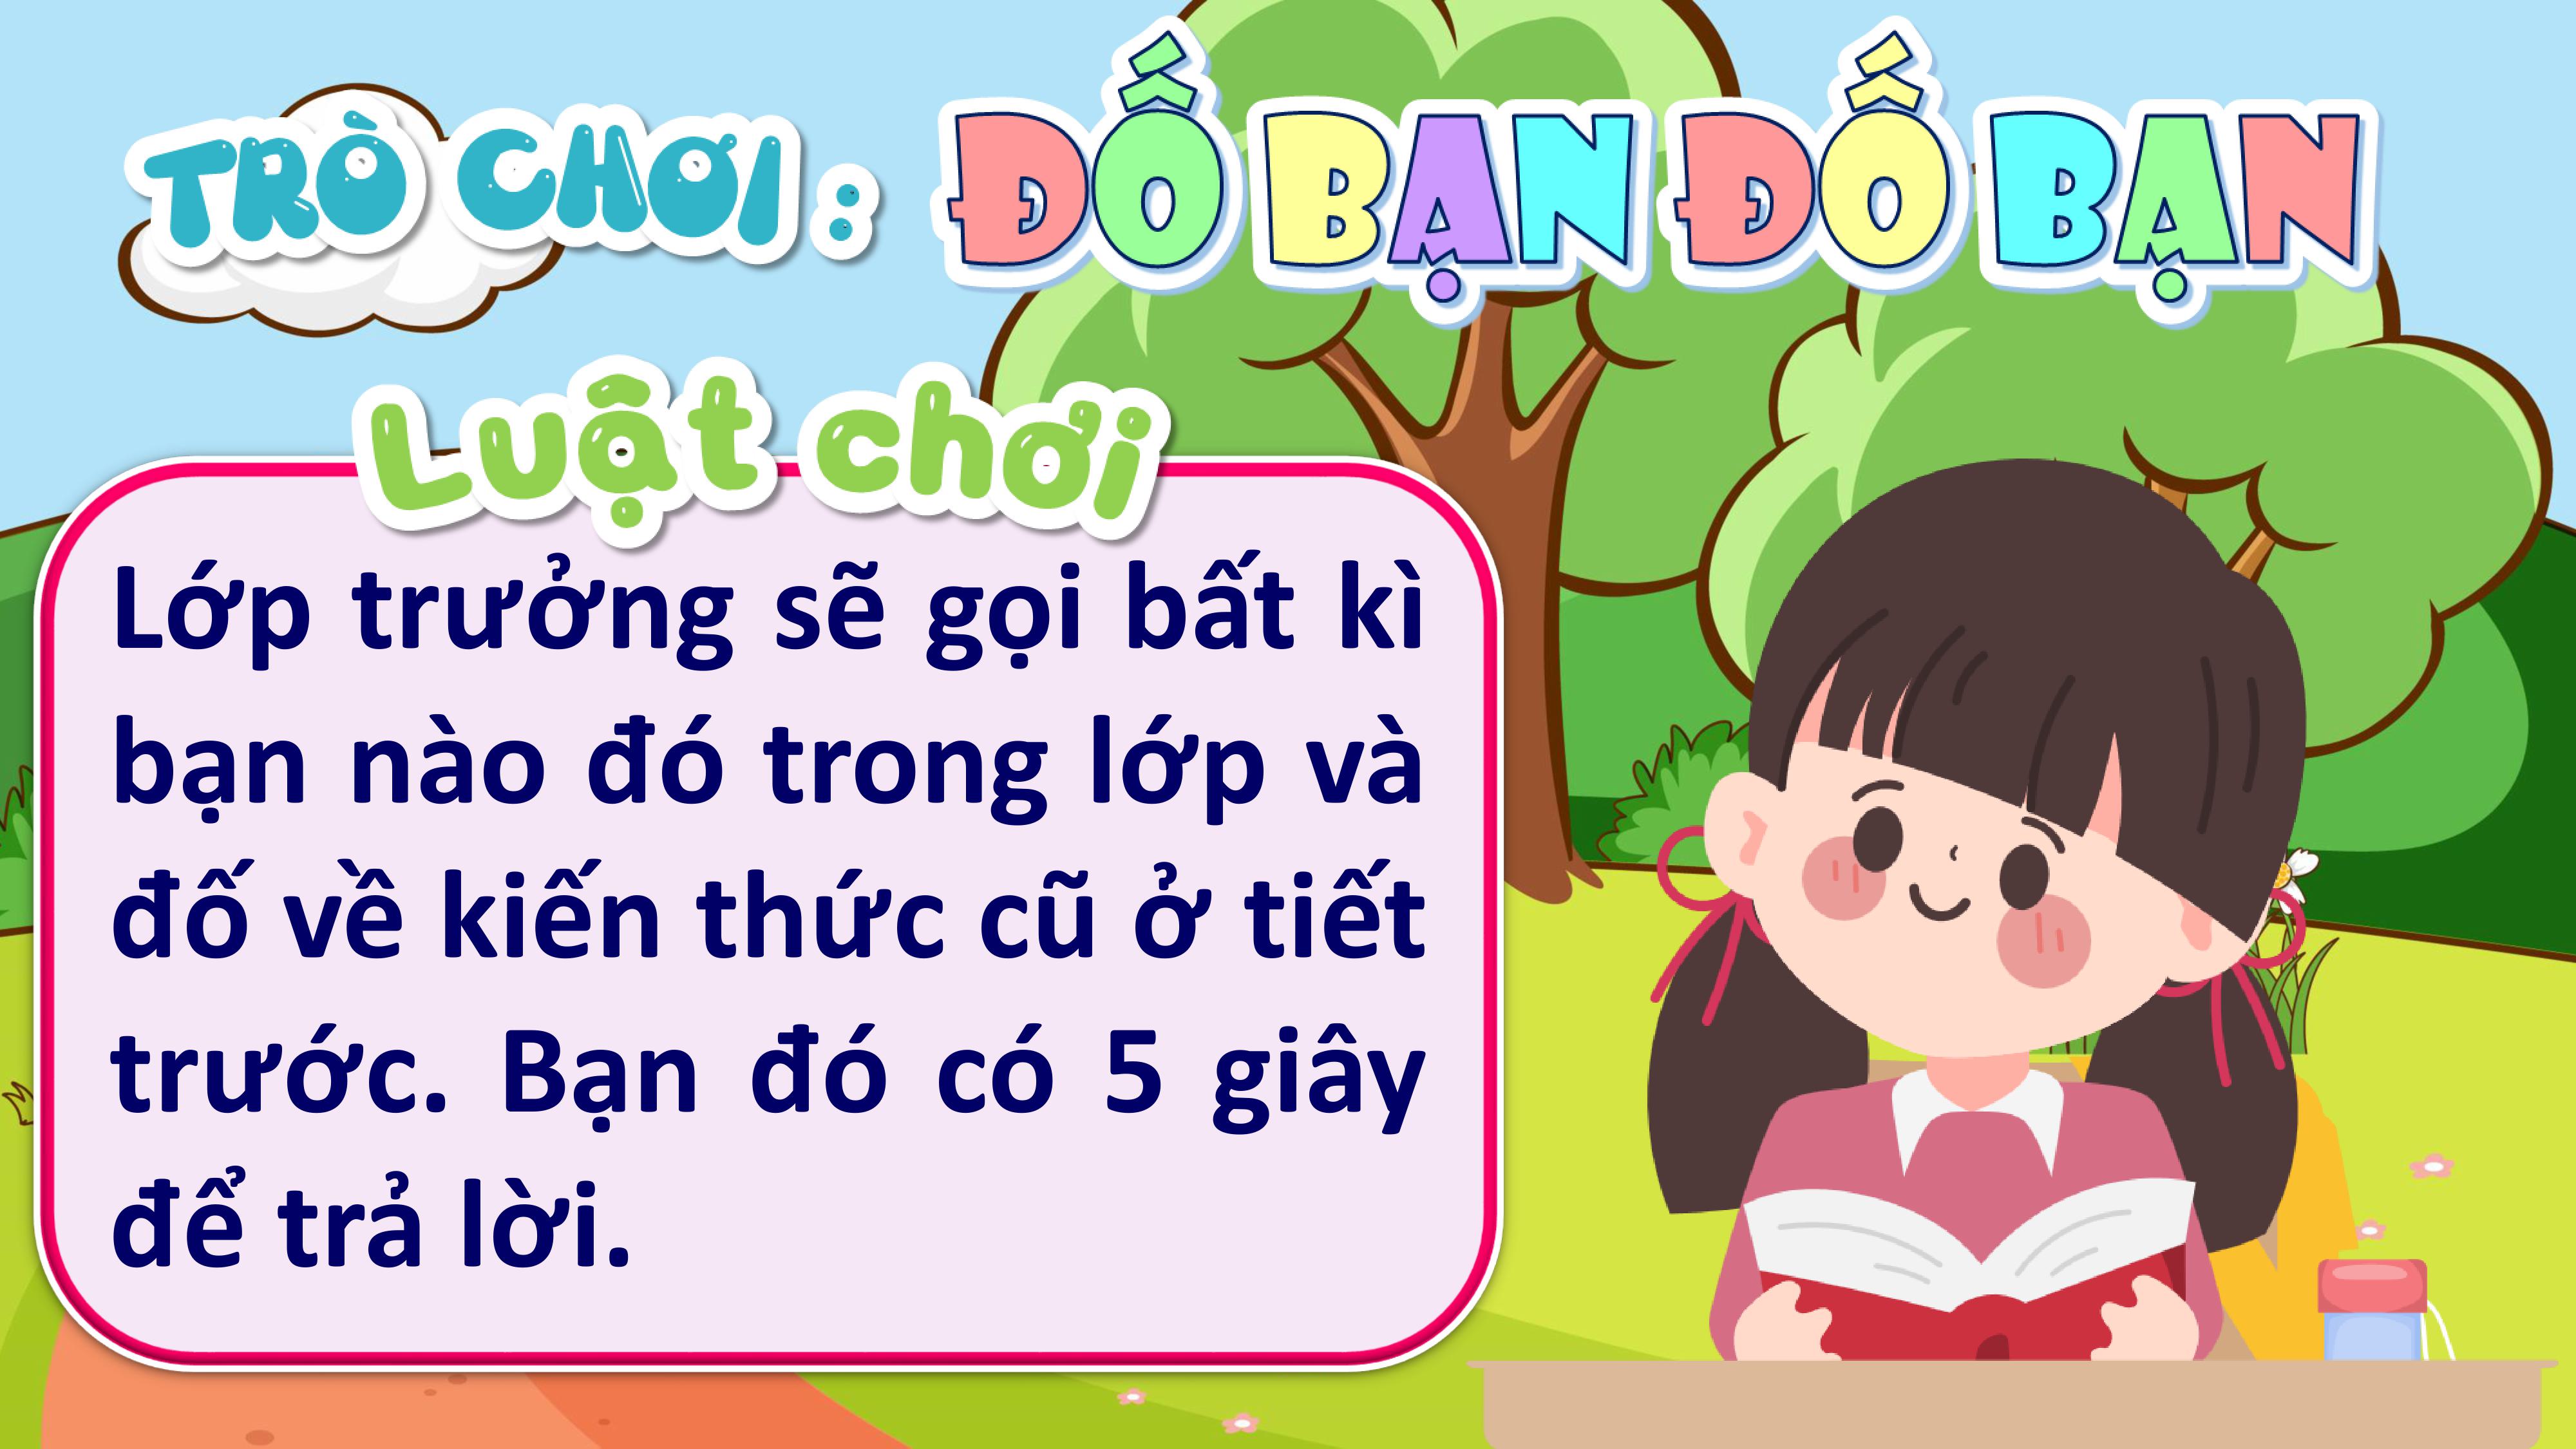 TRÒ CHƠI : ĐỐ BẠN ĐỐ BẠN
Luật chơi
Lớp trưởng sẽ gọi bất kì
bạn nào đó trong lớp và
đố về kiến thức cũ ở tiết
trước. Bạn đó có 5 giây
để trả lời.